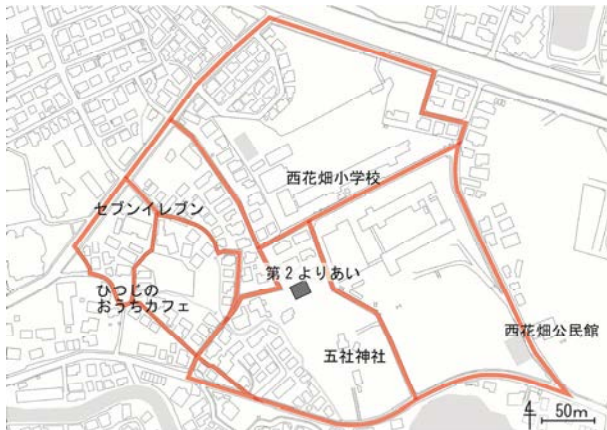 西花畑小学校
セブンイレブン
第2よりあい
ひつじの
おうちカフェ
西花畑公民館
五社神社
50m